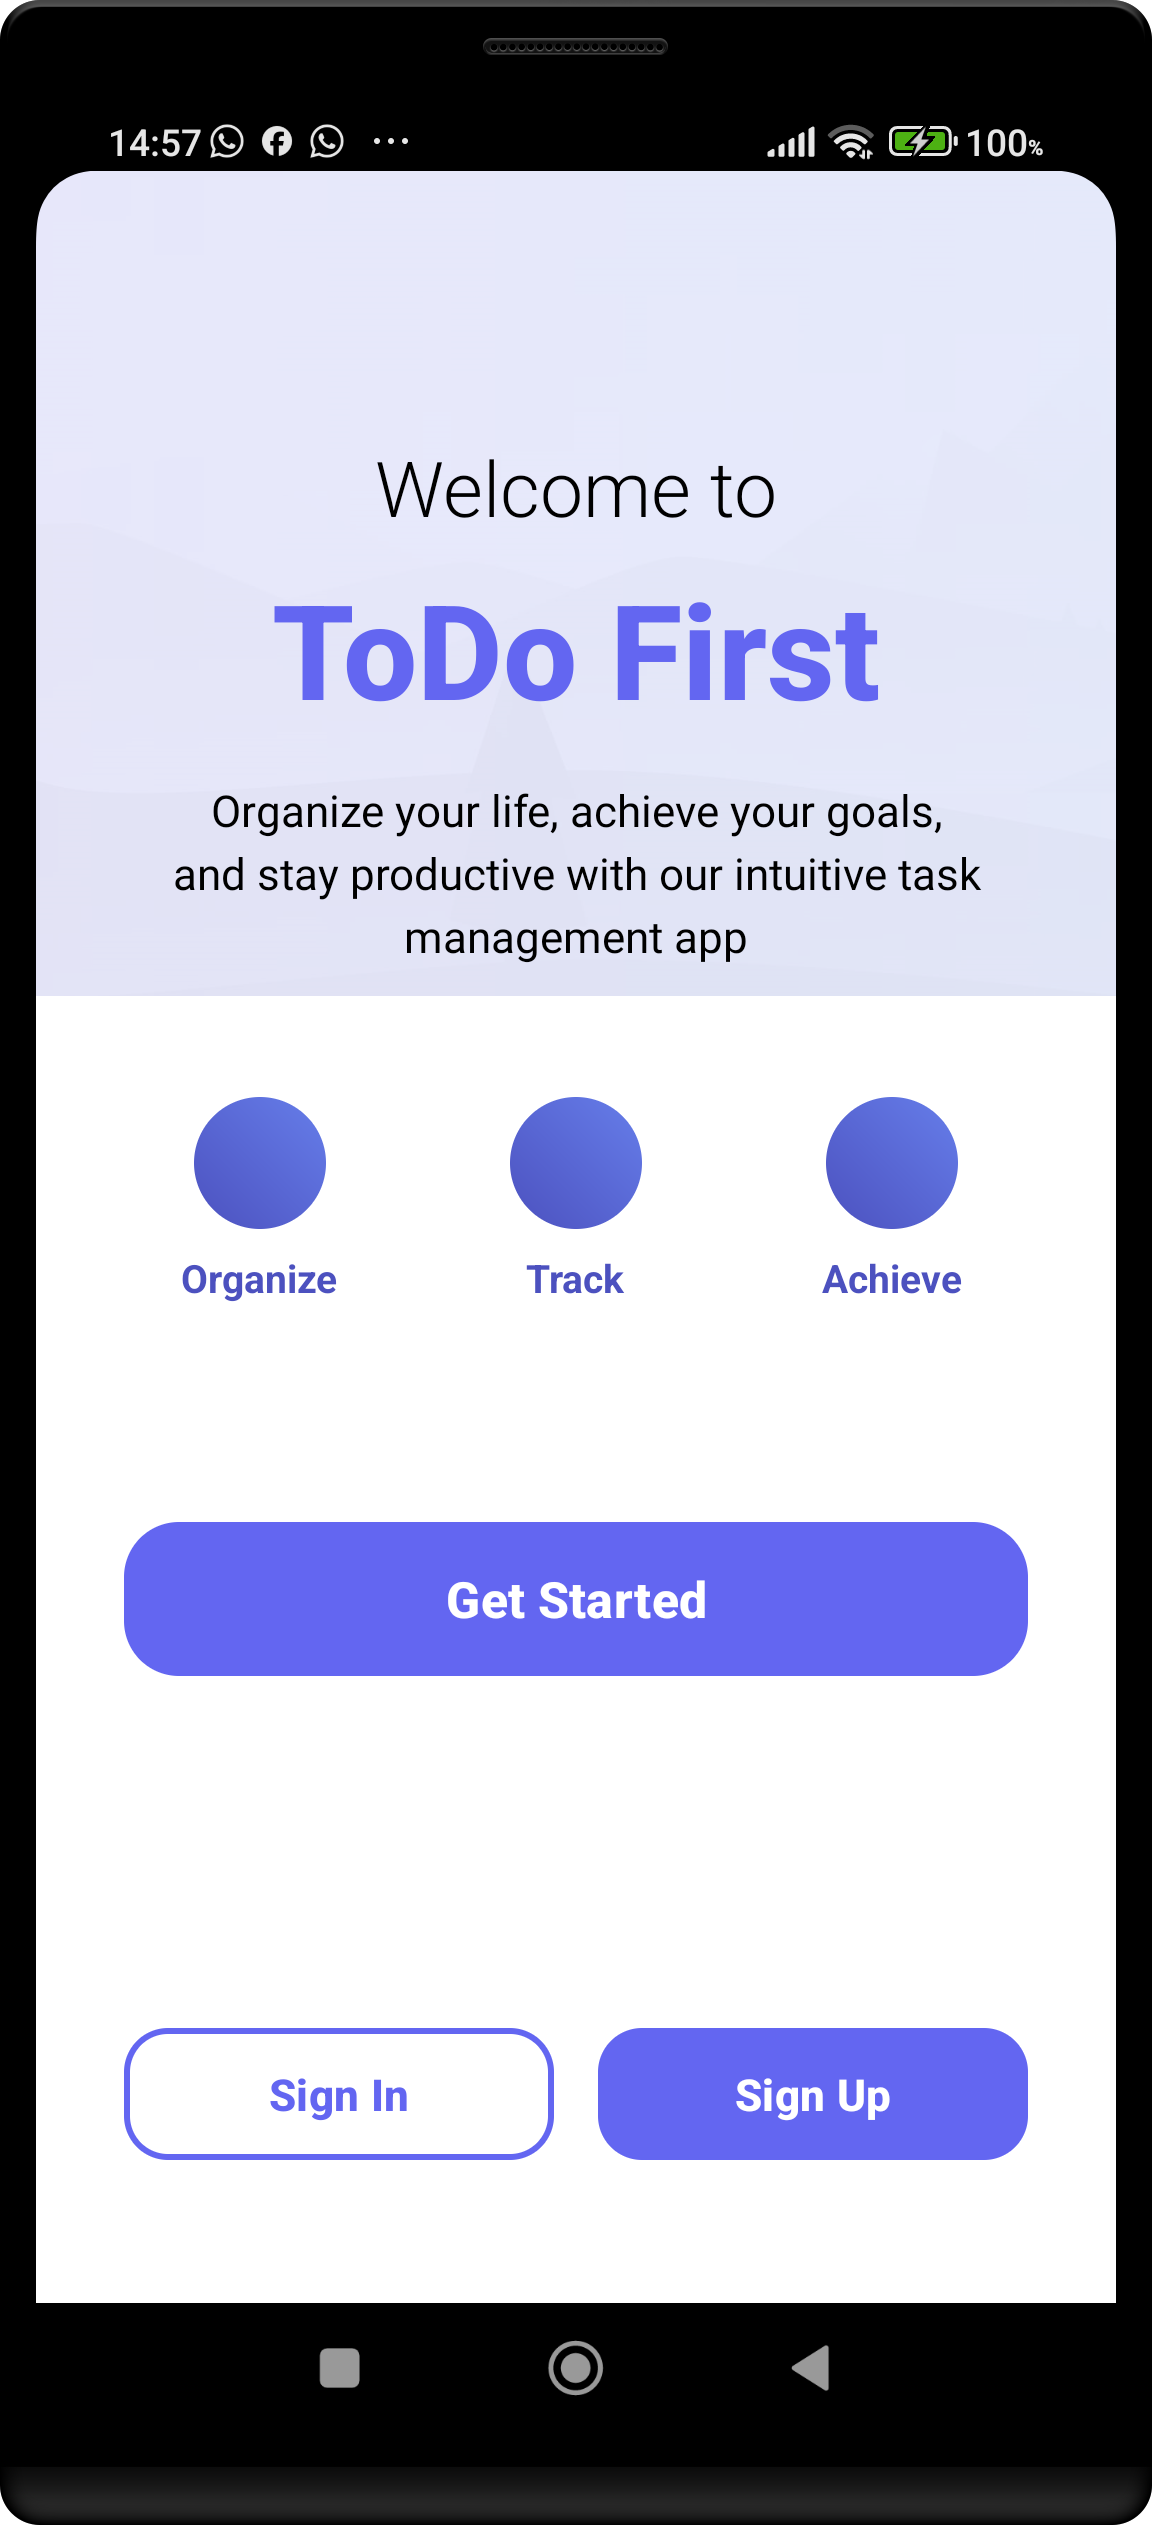 14:57 100%
Welcome to
ToDo First
Organize your life, achieve your goals,
and stay productive with our intuitive task
management app
Organize Track Achieve
Get Started
Sign In Sign Up